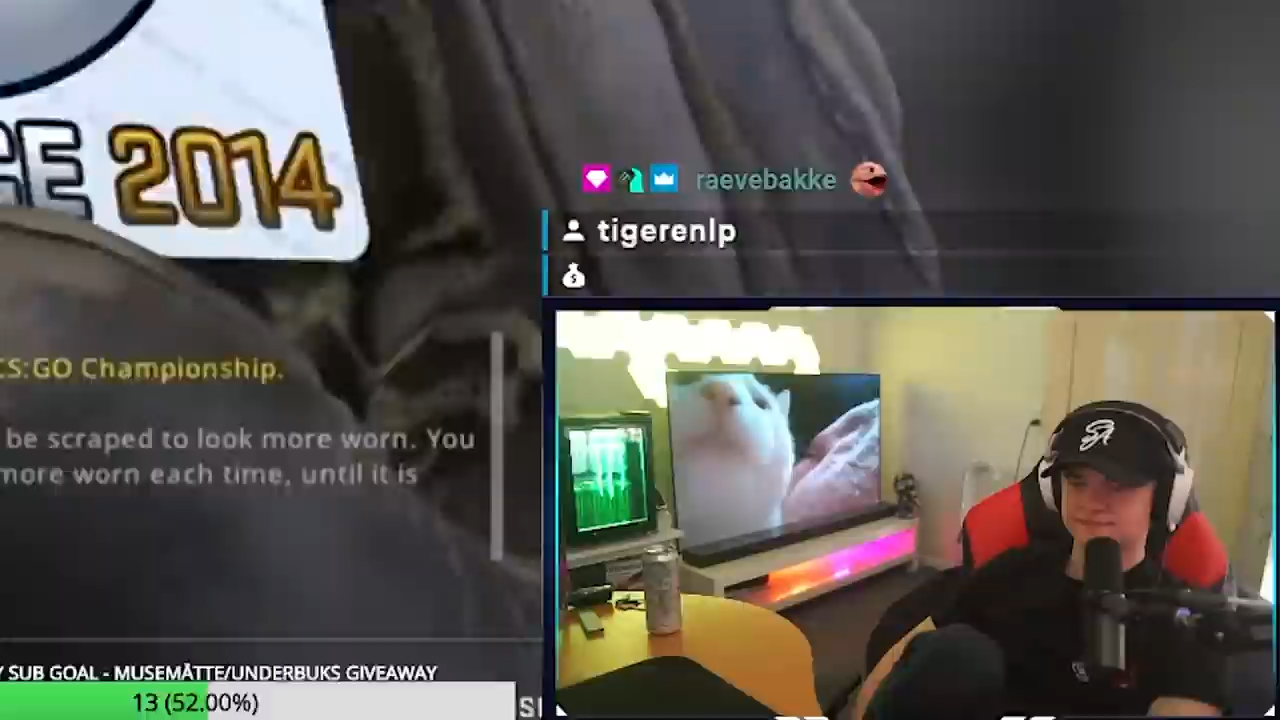 GE 2014
raevebakke
tigerenlp
CS:GO Championship.
be scraped to look more worn. You
more worn each time, until it is
SUB GOAL - MUSEMÅTTE/UNDERBUKS GIVEAWAY
13 (52.00%)